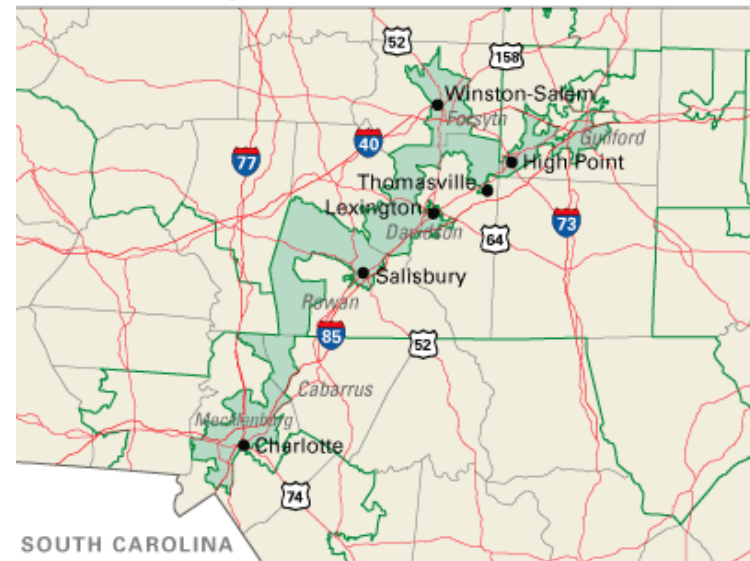 52
158
Winston-Salem
Forsyth
Guilford
40
77
High Point
Thomasville
Lexington
Davidson
73
64
Salisbury
Rowan
85
52
Cabarrus
Mecklenburg
Charlotte
74
SOUTH CAROLINA